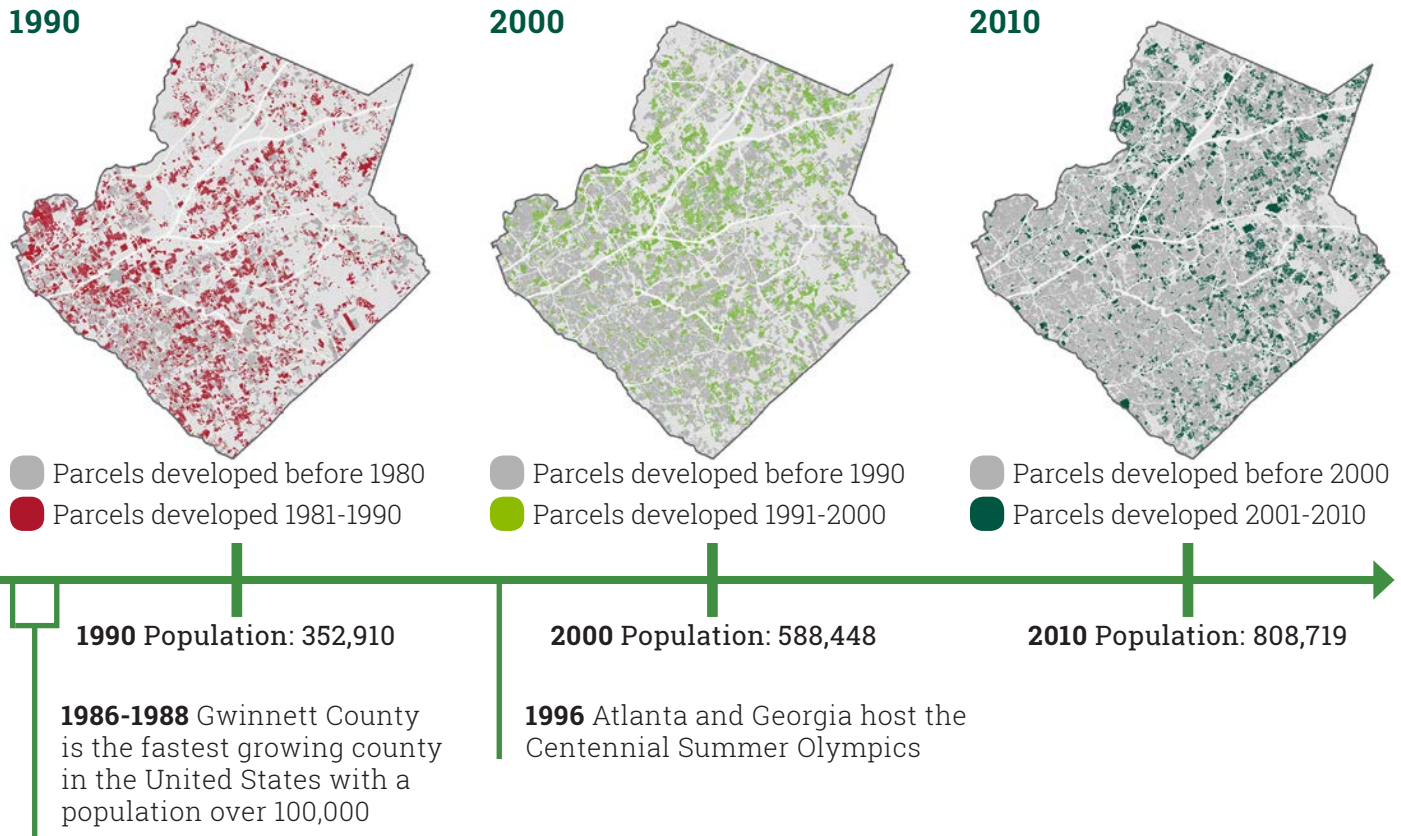 1990
2000
2010
Parcels developed before 1980
Parcels developed 1981-1990
Parcels developed before 1990
Parcels developed 1991-2000
Parcels developed before 2000
Parcels developed 2001-2010
1990 Population: 352,910
2000 Population: 588,448
2010 Population: 808,719
1986-1988 Gwinnett County
is the fastest growing county
in the United States with a
population over 100,000
1996 Atlanta and Georgia host the
Centennial Summer Olympics